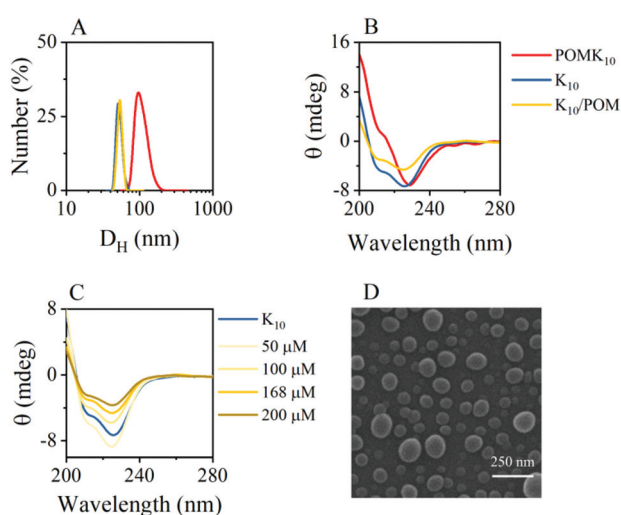 A
50
25
0
Number (%)
10
100
1000
D_H (nm)
B
16
8
0
-8
θ (mdeg)
200
240
280
Wavelength (nm)
POMK₁₀
K₁₀
K₁₀/POM
C
8
0
-8
θ (mdeg)
200
240
280
Wavelength (nm)
K₁₀
50 μM
100 μM
168 μM
200 μM
D
250 nm